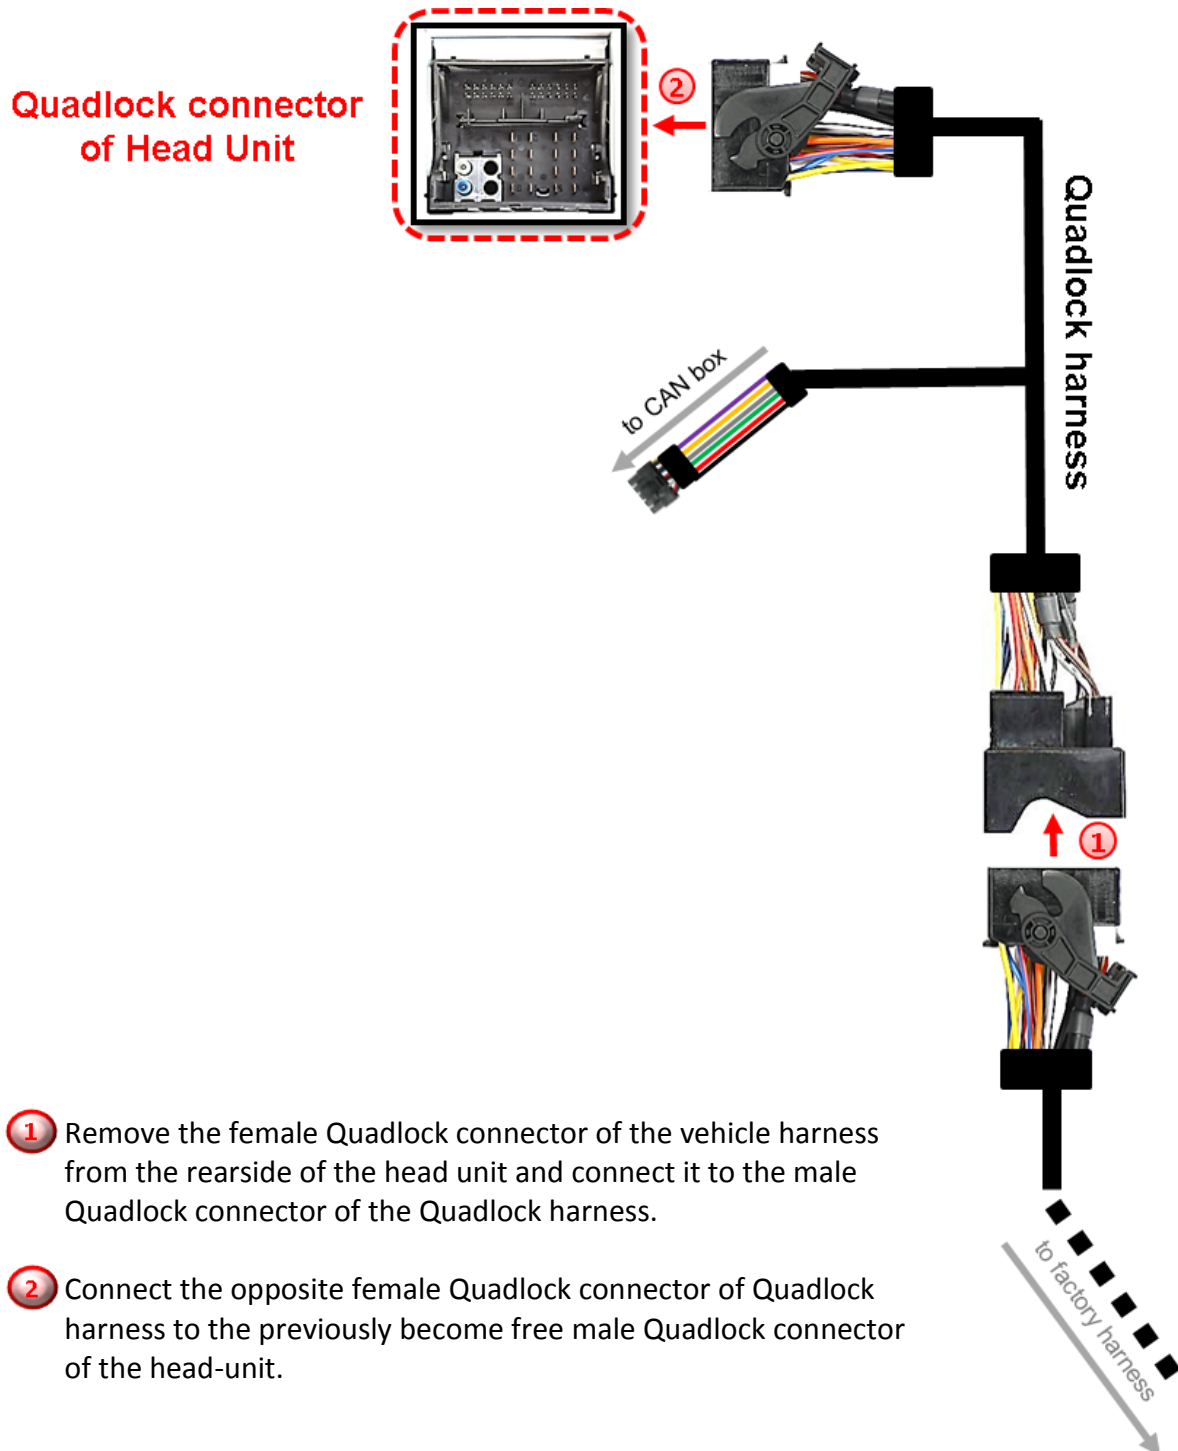 Quadlock connector
of Head Unit
2
Quadlock harness
to CAN box
1
1 Remove the female Quadlock connector of the vehicle harness
from the rearside of the head unit and connect it to the male
Quadlock connector of the Quadlock harness.
2 Connect the opposite female Quadlock connector of Quadlock
harness to the previously become free male Quadlock connector
of the head-unit.
to factory harness